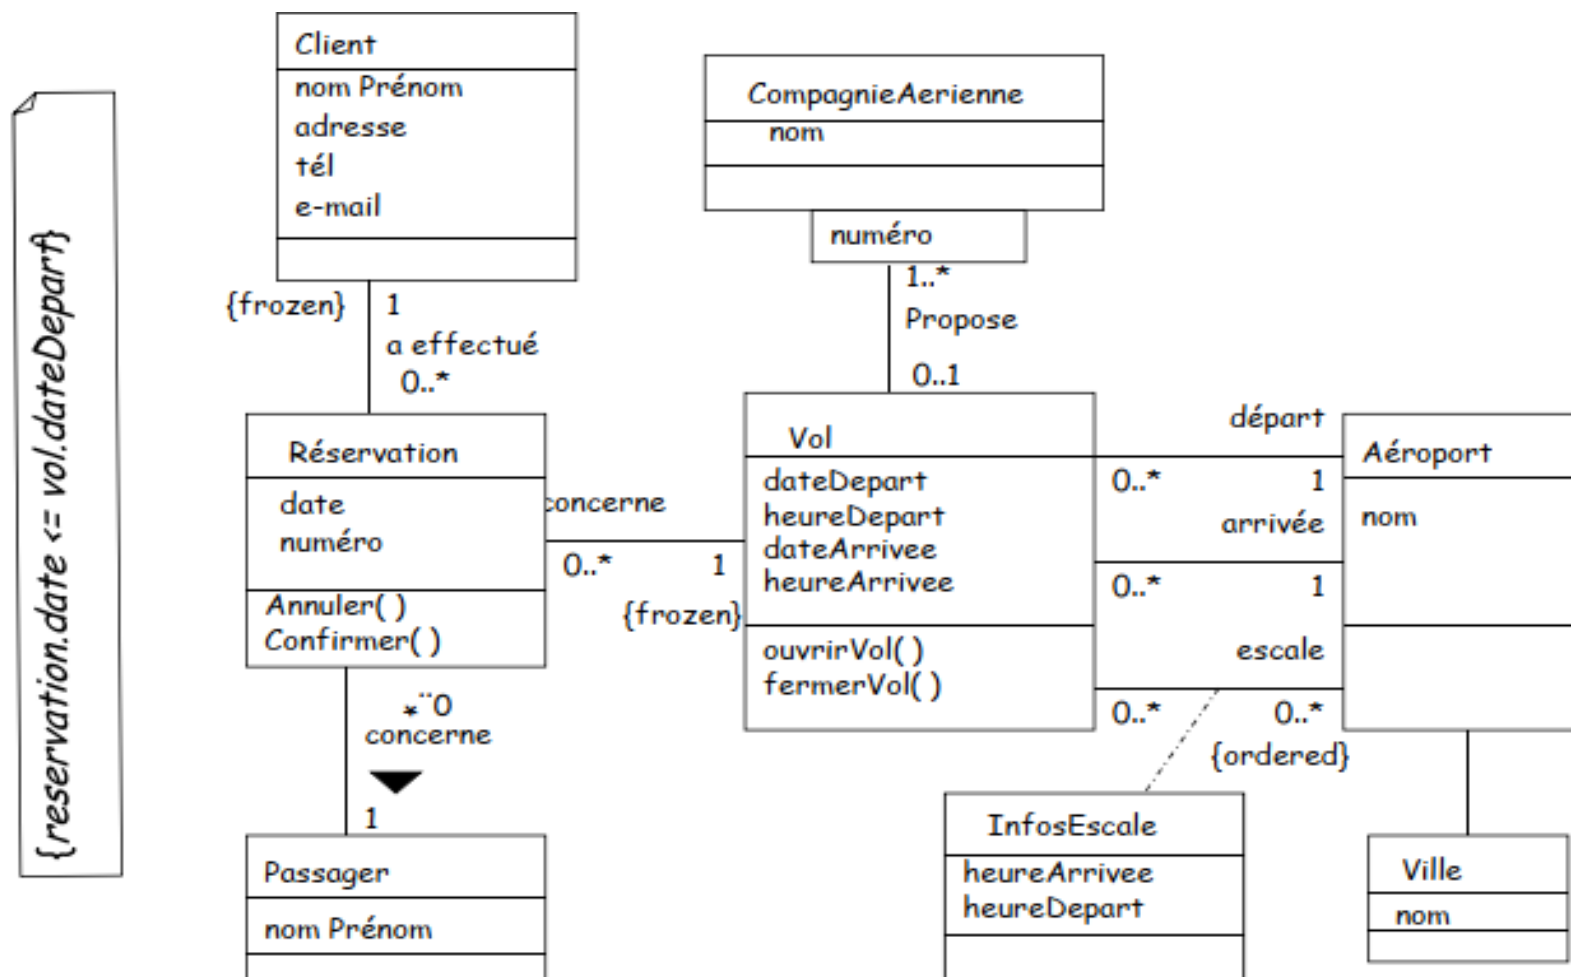 {reservation.date <= vol.dateDepart}
Client
nom Prénom
adresse
tél
e-mail
{frozen}
1
a effectué
0..*
Réservation
date
numéro
Annuler( )
Confirmer( )
*¨0
concerne
1
Passager
nom Prénom
concerne
0..*
1
{frozen}
CompagnieAerienne
nom
numéro
1..*
Propose
0..1
Vol
dateDepart
heureDepart
dateArrivee
heureArrivee
ouvrirVol( )
fermerVol( )
départ
0..*
1
arrivée
0..*
1
escale
0..*
0..*
{ordered}
Aéroport
nom
InfosEscale
heureArrivee
heureDepart
Ville
nom